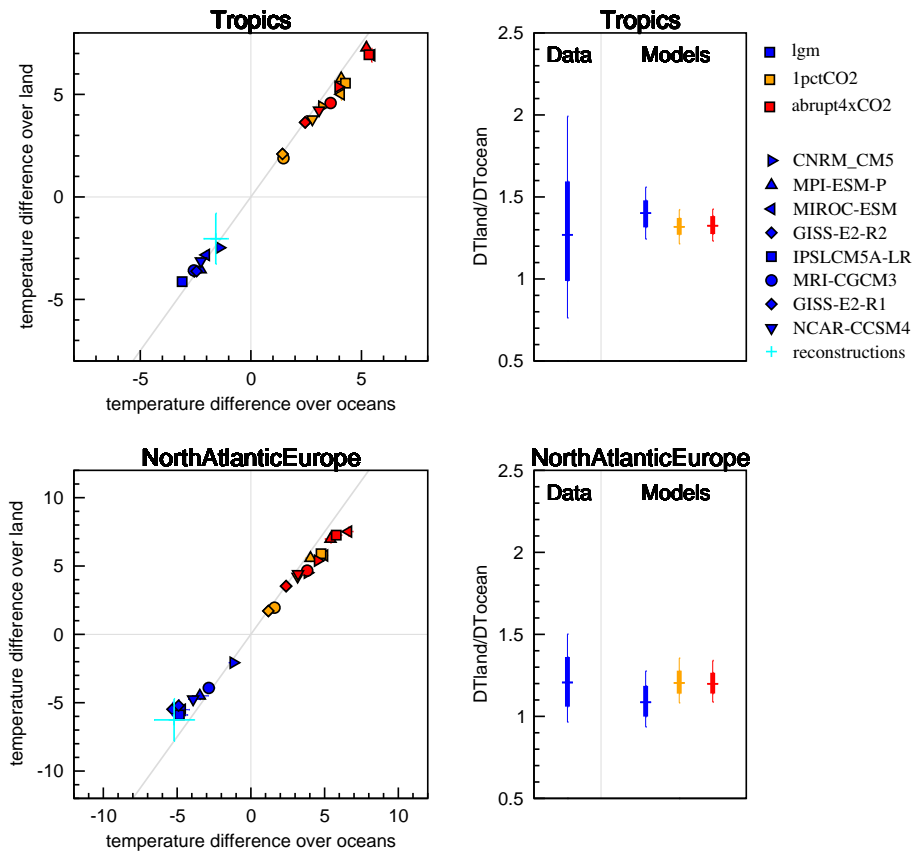 Tropics
5
0
-5
-5
0
5
temperature difference over land
temperature difference over oceans
Tropics
Data
Models
2.5
2
1.5
1
0.5
DTland/DTocean
lgm
1pctCO2
abrupt4xCO2
CNRM_CM5
MPI-ESM-P
MIROC-ESM
GISS-E2-R2
IPSLCM5A-LR
MRI-CGCM3
GISS-E2-R1
NCAR-CCSM4
reconstructions
NorthAtlanticEurope
10
5
0
-5
-10
-10
-5
0
5
10
temperature difference over land
temperature difference over oceans
NorthAtlanticEurope
Data
Models
2.5
2
1.5
1
0.5
DTland/DTocean